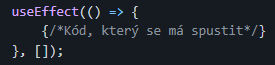 useEffect(() => {
    {/*Kód, který se má spustit*/}
}, []);